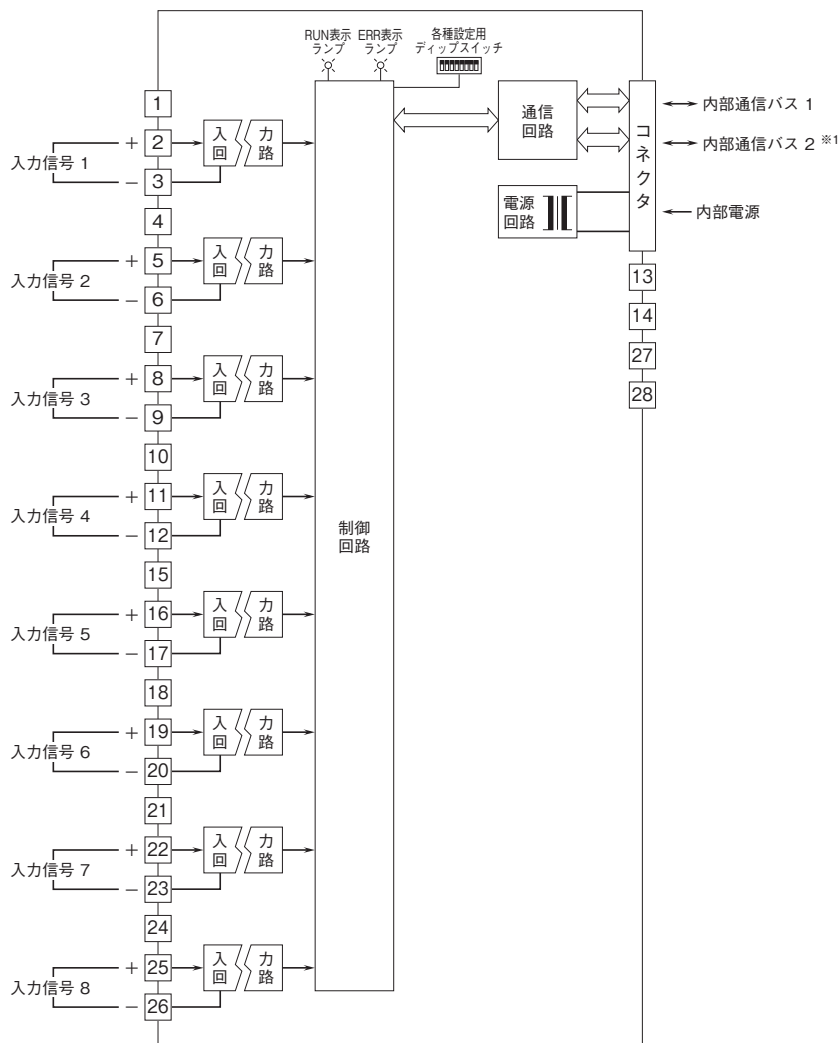 RUN表示
ランプ
ERR表示
ランプ
各種設定用
ディップスイッチ
通信
回路
コネクタ
内部通信バス 1
内部通信バス 2 ※1
電源
回路
内部電源
13
14
27
28
制御
回路
1
入力信号 1
+ 2
− 3
入 力
回 路
4
入力信号 2
+ 5
− 6
入 力
回 路
7
入力信号 3
+ 8
− 9
入 力
回 路
10
入力信号 4
+ 11
− 12
入 力
回 路
15
入力信号 5
+ 16
− 17
入 力
回 路
18
入力信号 6
+ 19
− 20
入 力
回 路
21
入力信号 7
+ 22
− 23
入 力
回 路
24
入力信号 8
+ 25
− 26
入 力
回 路